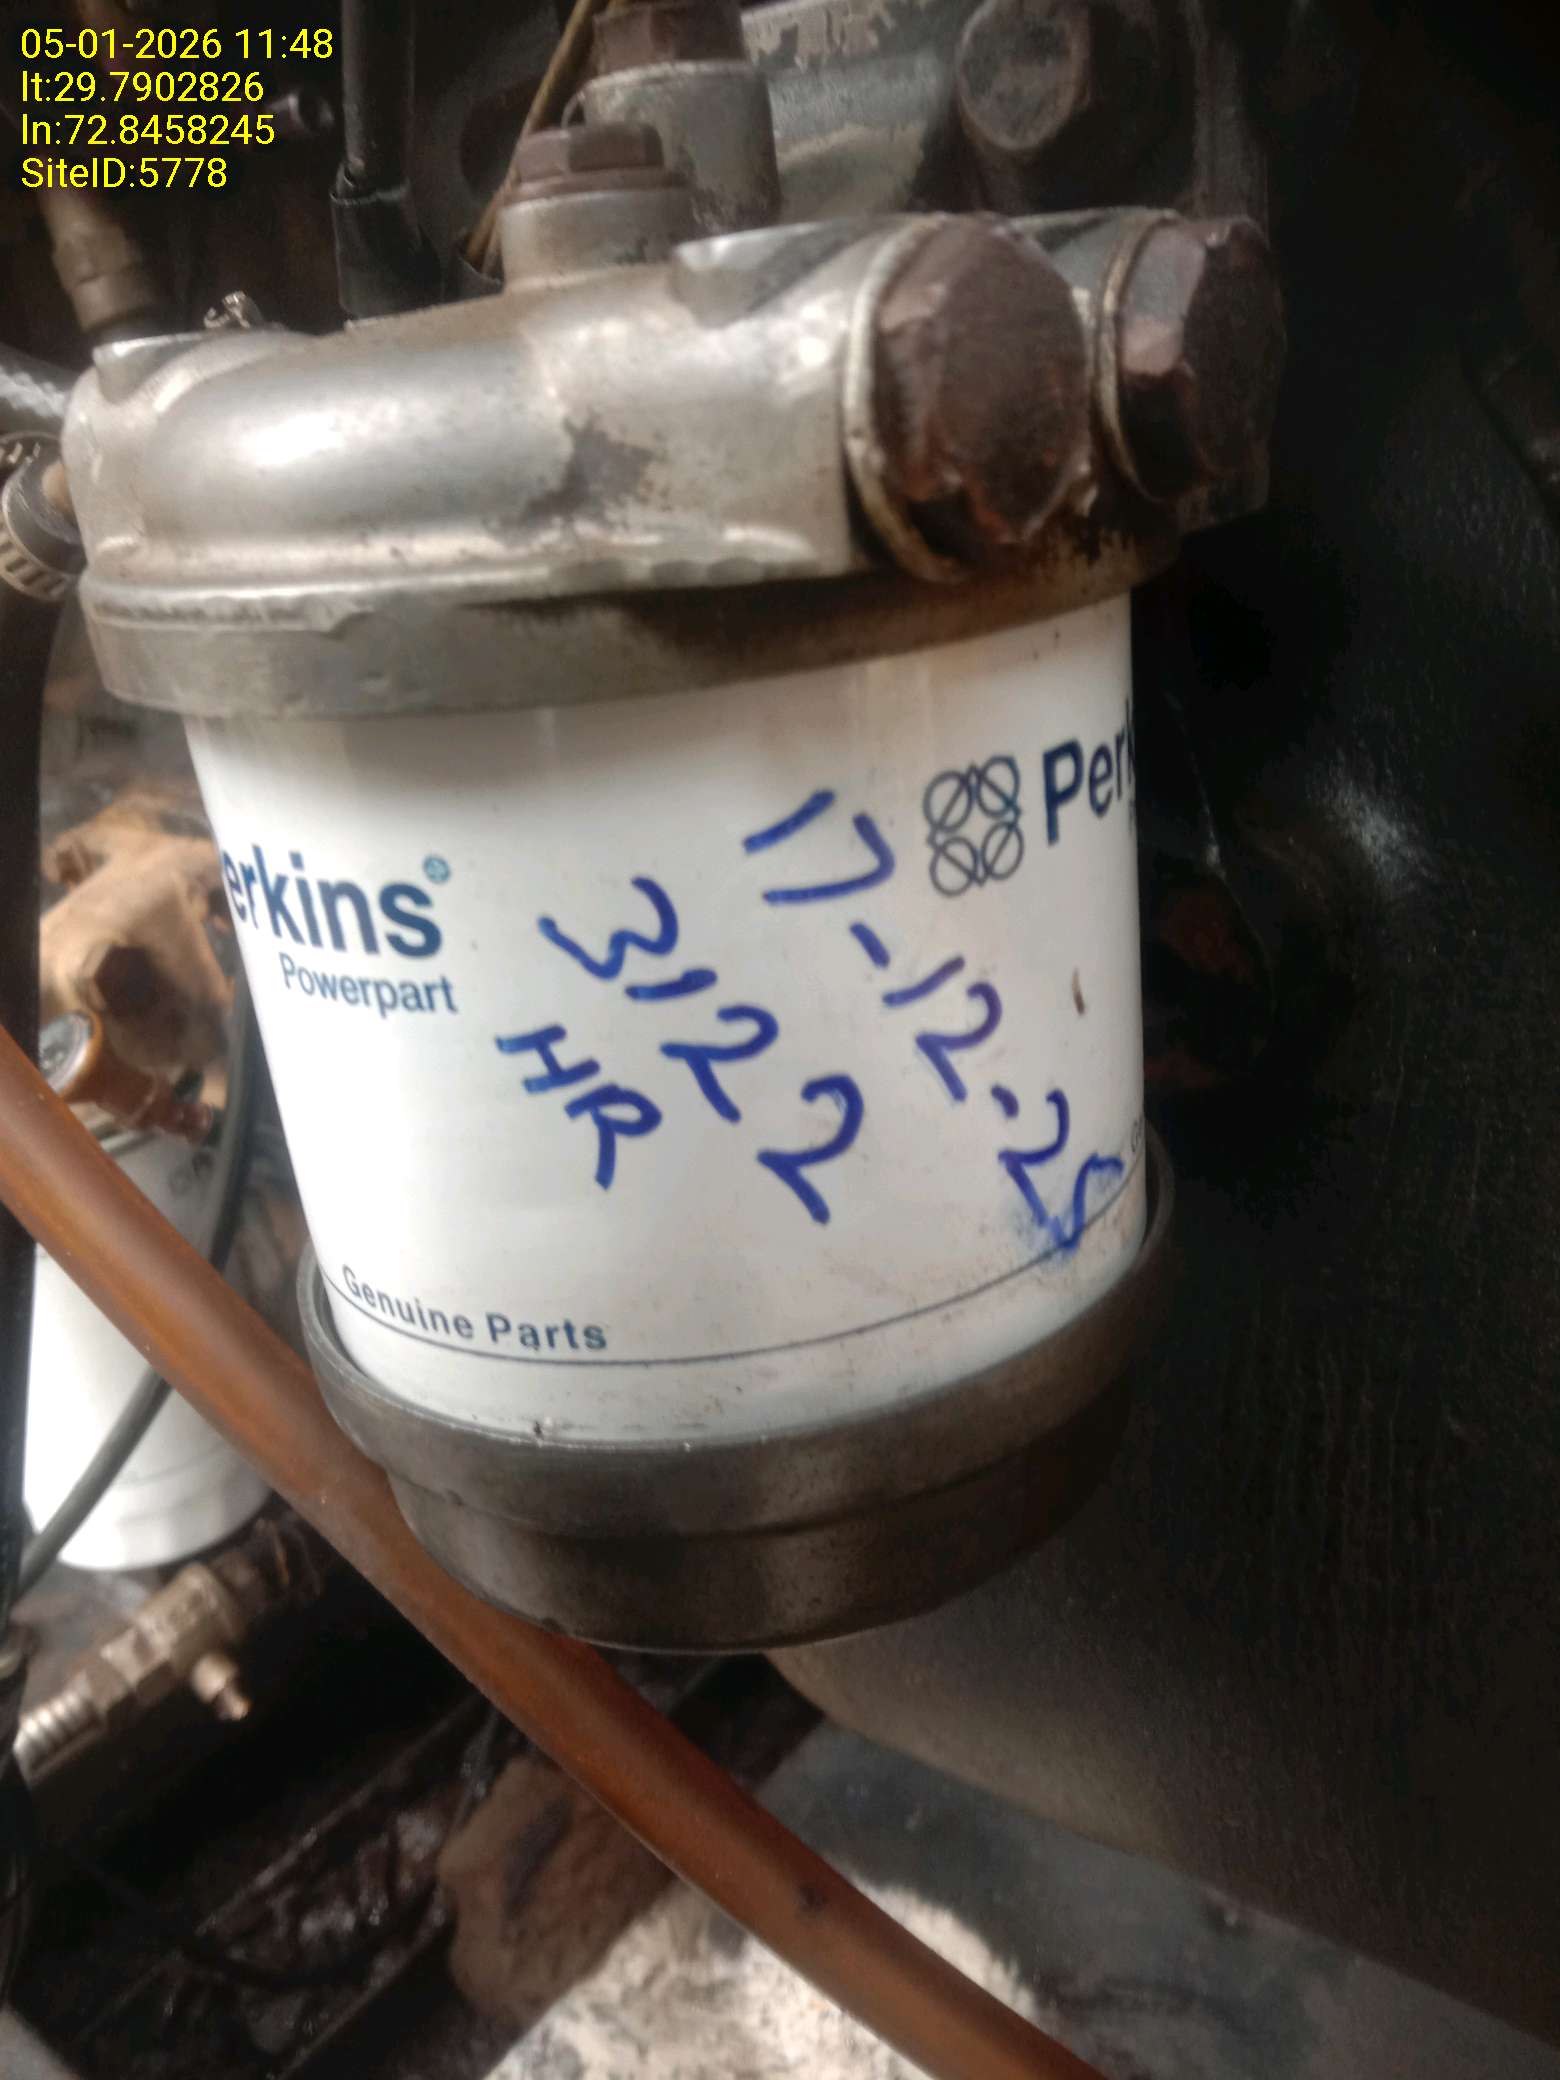 05-01-2026 11:48
lt:29.7902826
ln:72.8458245
SiteID:5778
Perk
erkins
Powerpart
17-12-25
3122
HR
Genuine Parts